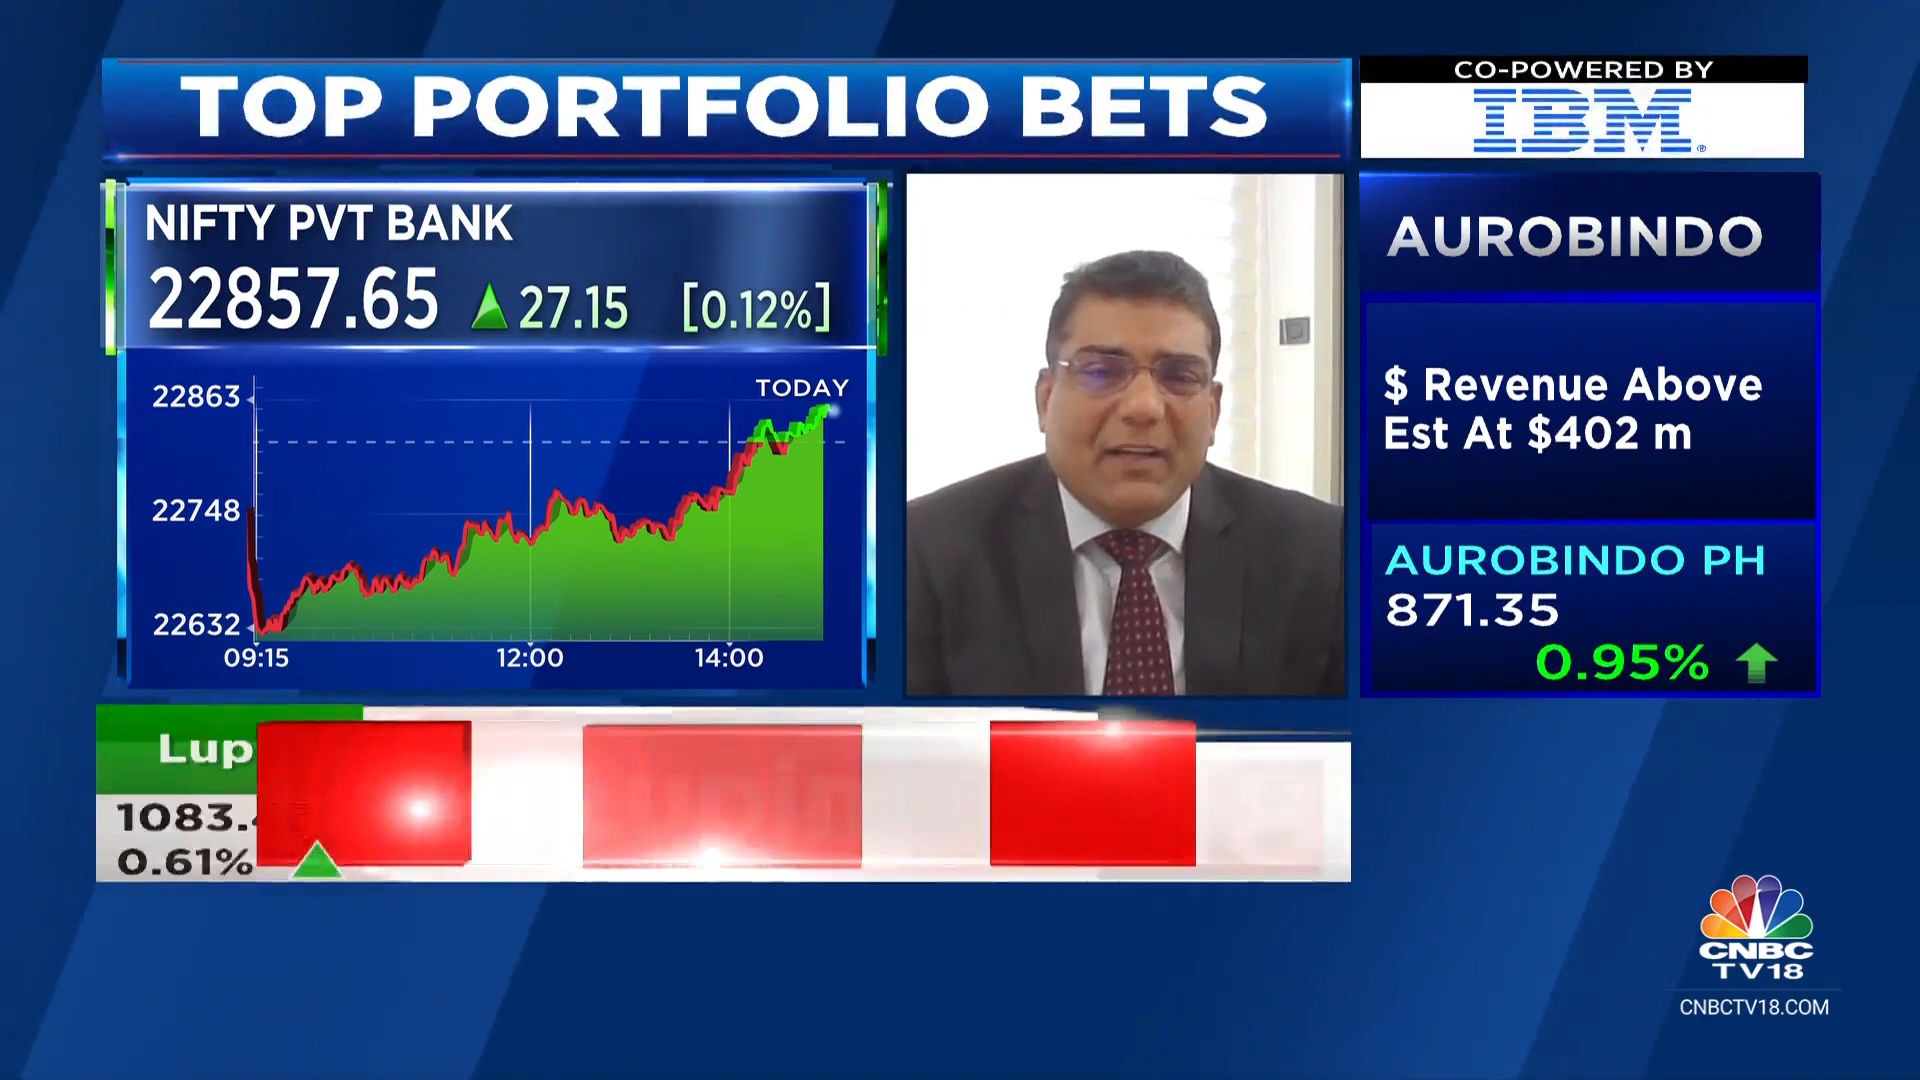 TOP PORTFOLIO BETS
CO-POWERED BY
IBM
NIFTY PVT BANK
22857.65 27.15 [0.12%]
TODAY
22863
22748
22632
09:15 12:00 14:00
AUROBINDO
$ Revenue Above
Est At $402 m
AUROBINDO PH
871.35
0.95%
Lup
1083.
0.61%
CNBC
TV18
CNBCTV18.COM